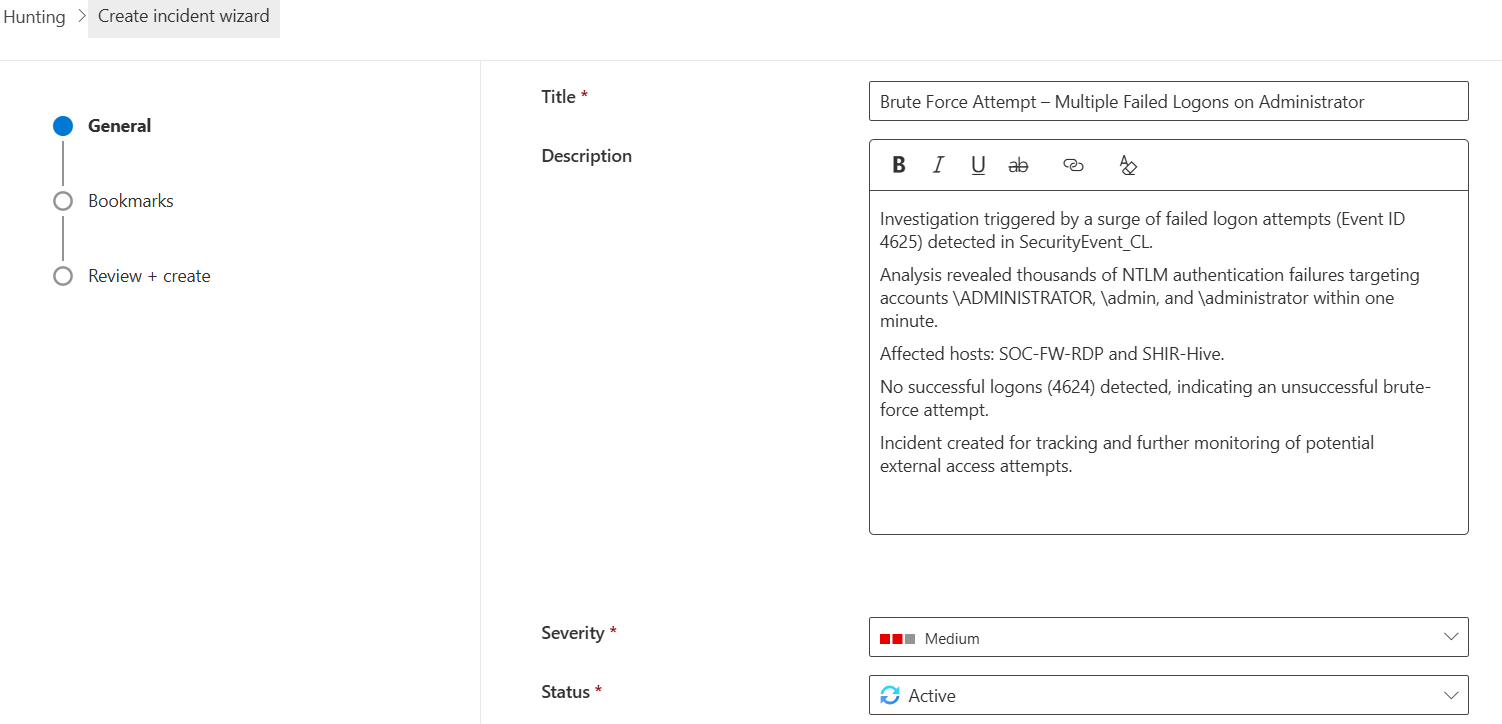 Hunting > Create incident wizard
General
Bookmarks
Review + create
Title *
Brute Force Attempt – Multiple Failed Logons on Administrator
Description
B I U ab
Investigation triggered by a surge of failed logon attempts (Event ID
4625) detected in SecurityEvent_CL.
Analysis revealed thousands of NTLM authentication failures targeting
accounts \ADMINISTRATOR, \admin, and \administrator within one
minute.
Affected hosts: SOC-FW-RDP and SHIR-Hive.
No successful logons (4624) detected, indicating an unsuccessful brute-
force attempt.
Incident created for tracking and further monitoring of potential
external access attempts.
Severity *
Medium
Status *
Active